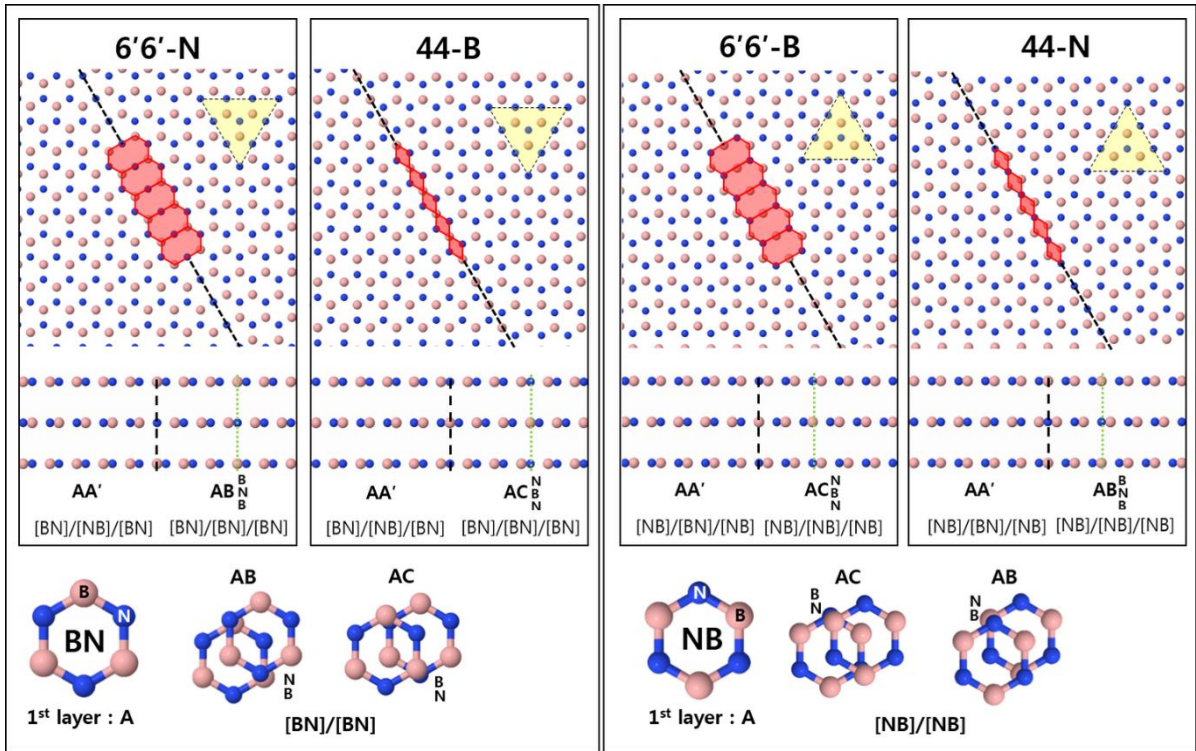 6'6'-N
44-B
6'6'-B
44-N
AA'
AB
B
N
B
[BN]/[NB]/[BN]
[BN]/[BN]/[BN]
AA'
AC
N
B
N
[BN]/[NB]/[BN]
[BN]/[BN]/[BN]
AA'
AC
N
B
N
[NB]/[BN]/[NB]
[NB]/[NB]/[NB]
AA'
AB
B
N
B
[NB]/[BN]/[NB]
[NB]/[NB]/[NB]
B
N
BN
1st layer : A
AB
N
B
AC
B
N
[BN]/[BN]
N
B
NB
1st layer : A
AC
B
N
AB
N
B
[NB]/[NB]